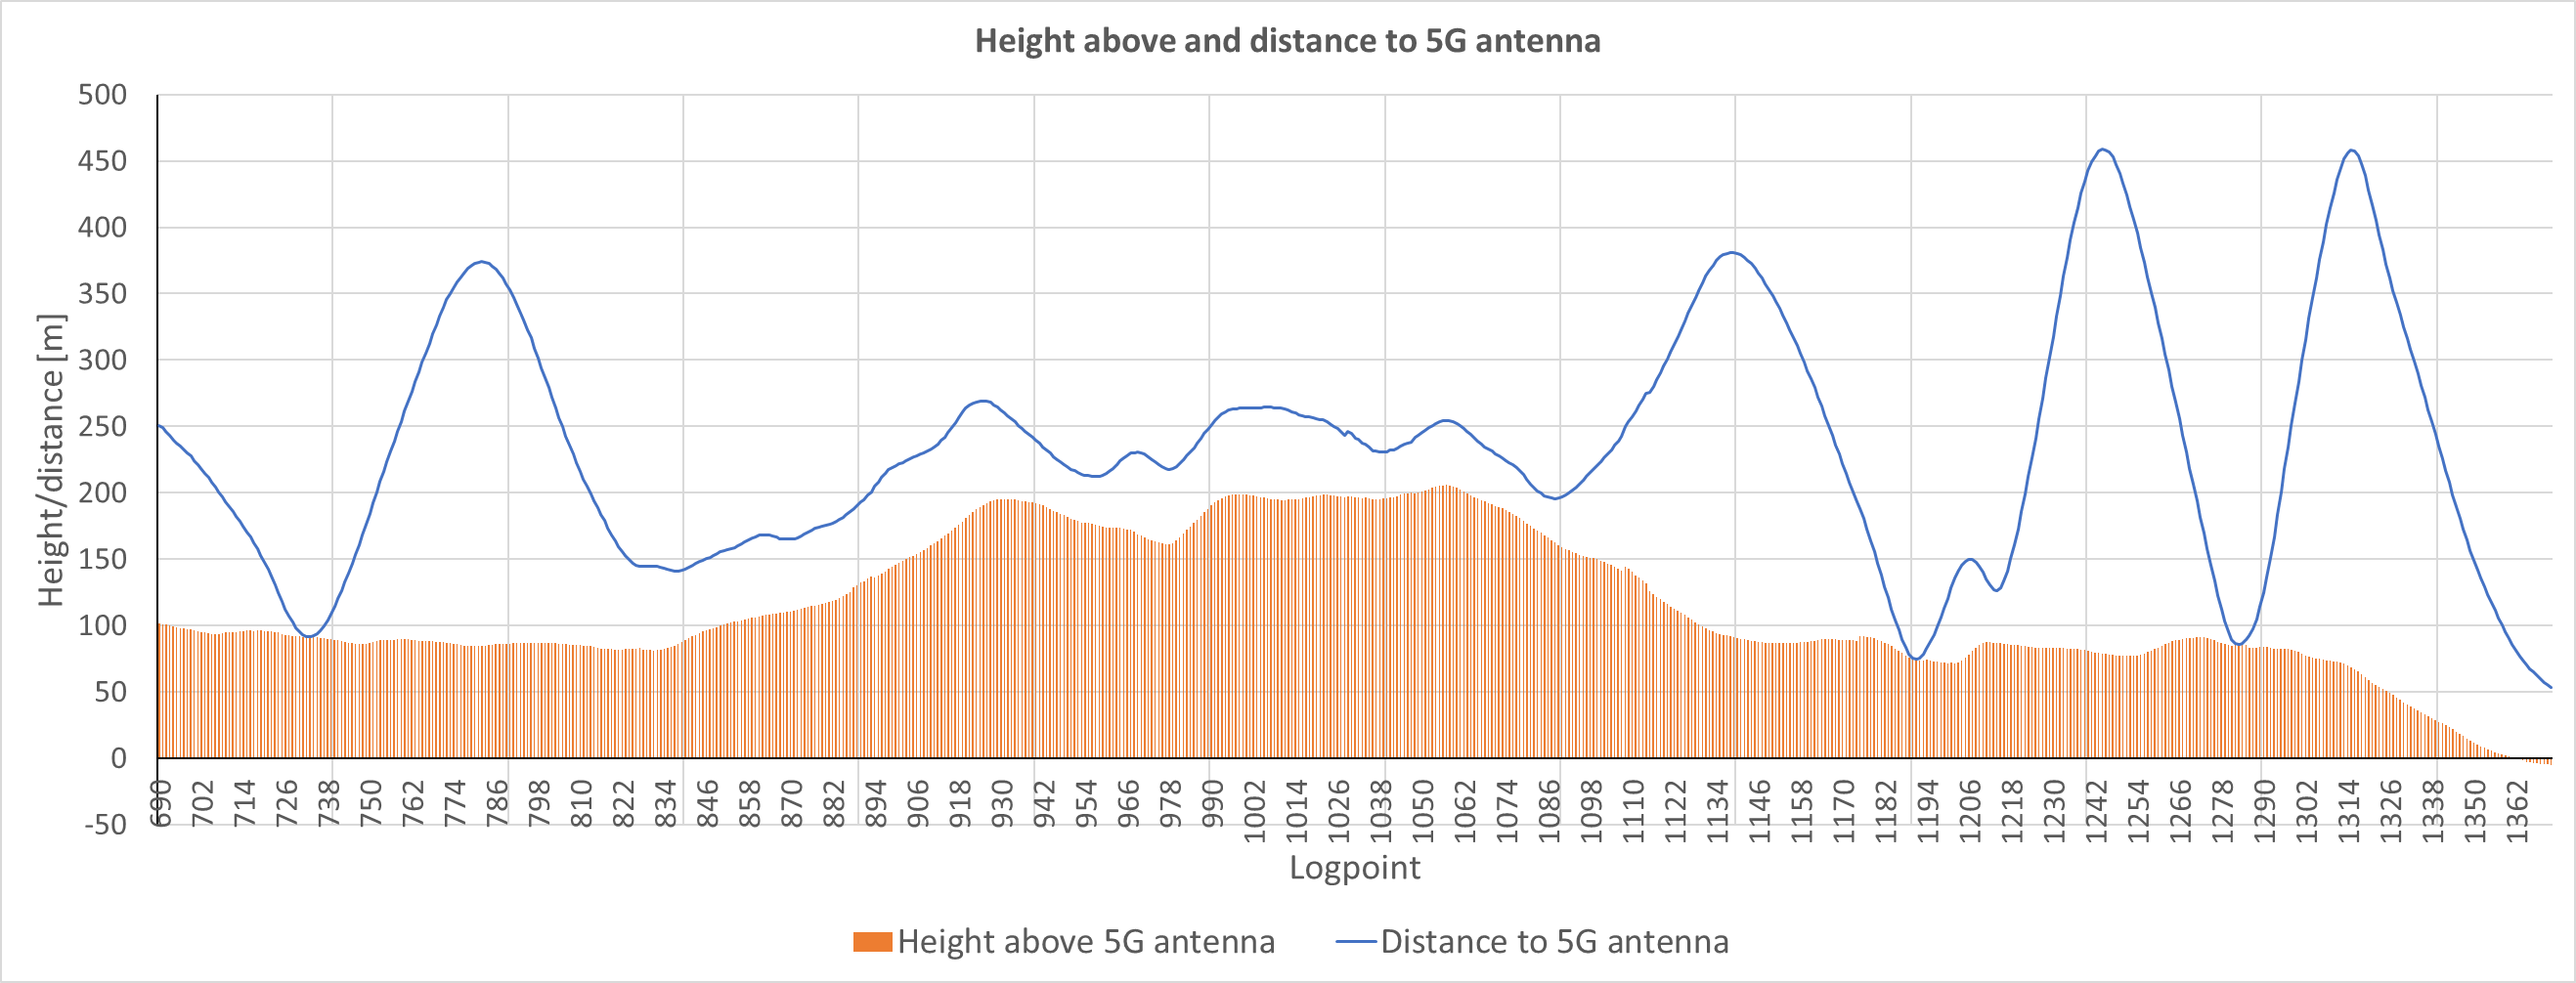 Height above and distance to 5G antenna
500
450
400
350
300
250
200
150
100
50
0
-50
Height/distance [m]
690 702 714 726 738 750 762 774 786 798 810 822 834 846 858 870 882 894 906 918 930 942 954 966 978 990 1002 1014 1026 1038 1050 1062 1074 1086 1098 1110 1122 1134 1146 1158 1170 1182 1194 1206 1218 1230 1242 1254 1266 1278 1290 1302 1314 1326 1338 1350 1362
Logpoint
Height above 5G antenna Distance to 5G antenna